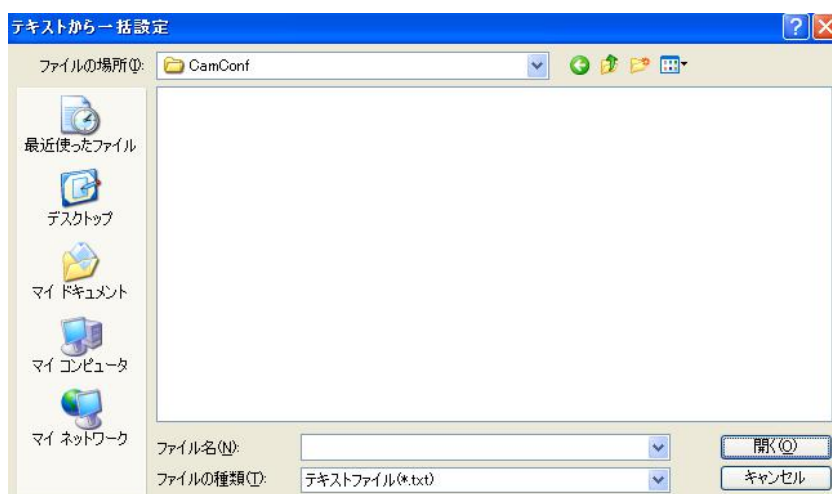 テキストから一括設定
ファイルの場所(I):
CamConf
最近使ったファイル
デスクトップ
マイ ドキュメント
マイ コンピュータ
マイ ネットワーク
ファイル名(N):
開く(O)
ファイルの種類(T):
テキストファイル(*.txt)
キャンセル